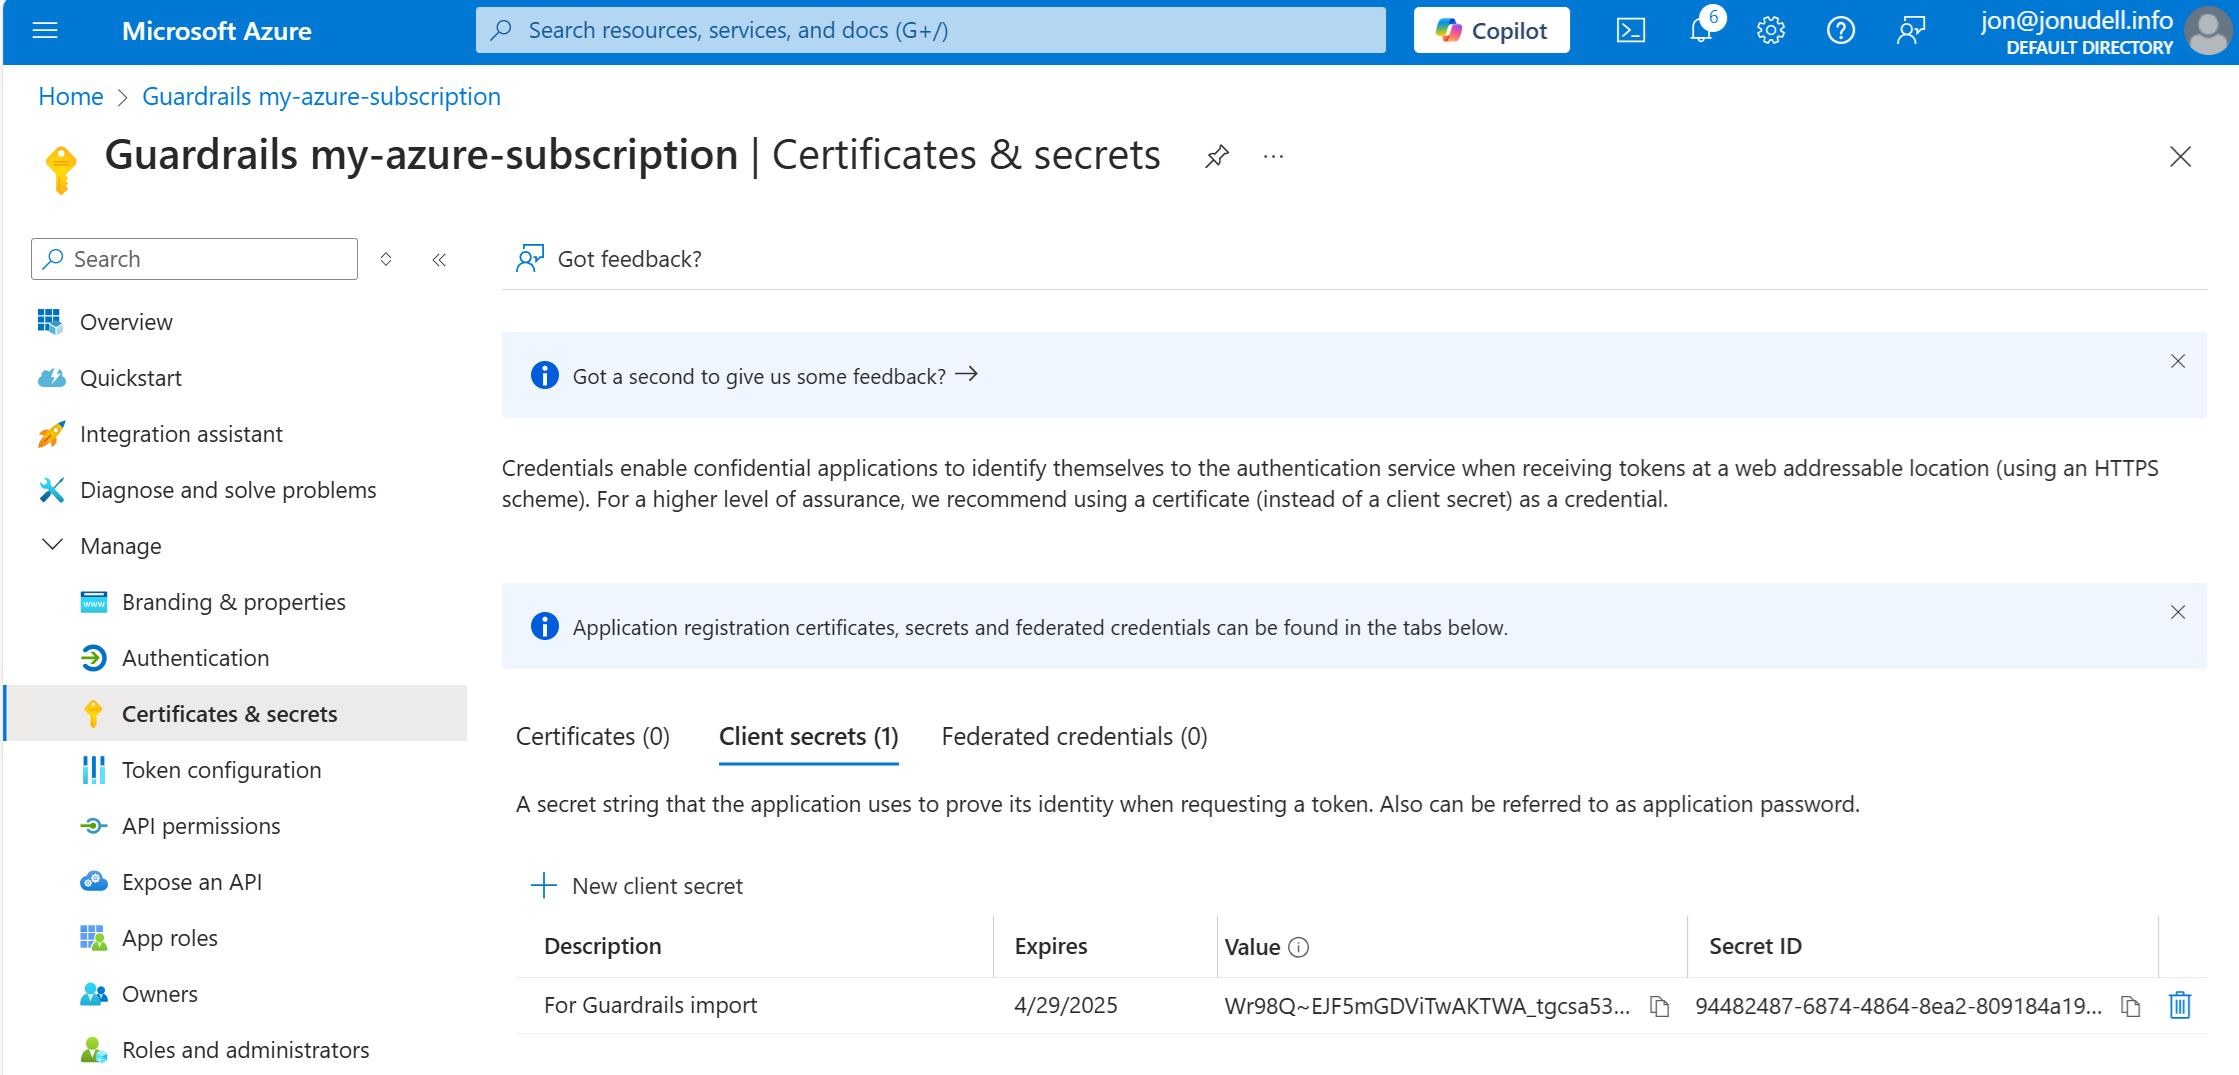 Microsoft Azure
Search resources, services, and docs (G+/)
Copilot
6
jon@jonudell.info
DEFAULT DIRECTORY
Home > Guardrails my-azure-subscription
Guardrails my-azure-subscription | Certificates & secrets
Search
Overview
Quickstart
Integration assistant
Diagnose and solve problems
Manage
Branding & properties
Authentication
Certificates & secrets
Token configuration
API permissions
Expose an API
App roles
Owners
Roles and administrators
Got feedback?
Got a second to give us some feedback? →
Credentials enable confidential applications to identify themselves to the authentication service when receiving tokens at a web addressable location (using an HTTPS
scheme). For a higher level of assurance, we recommend using a certificate (instead of a client secret) as a credential.
Application registration certificates, secrets and federated credentials can be found in the tabs below.
Certificates (0) Client secrets (1) Federated credentials (0)
A secret string that the application uses to prove its identity when requesting a token. Also can be referred to as application password.
New client secret
Description Expires Value Secret ID
For Guardrails import 4/29/2025 Wr98Q~EJF5mGDViTwAKTWA_tgcsa53... 94482487-6874-4864-8ea2-809184a19...